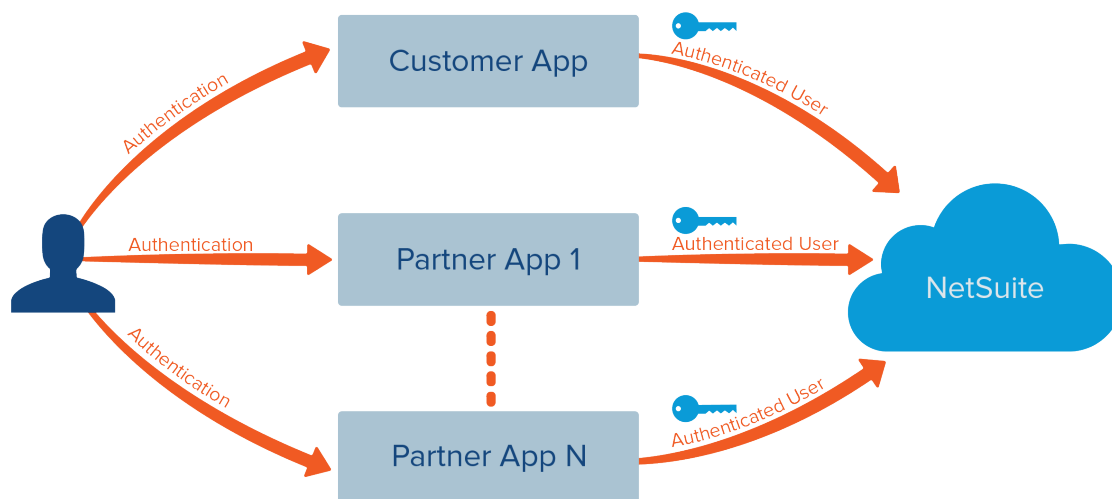 Customer App
Authentication
Authenticated User
Partner App 1
Authentication
Authenticated User
NetSuite
Partner App N
Authentication
Authenticated User